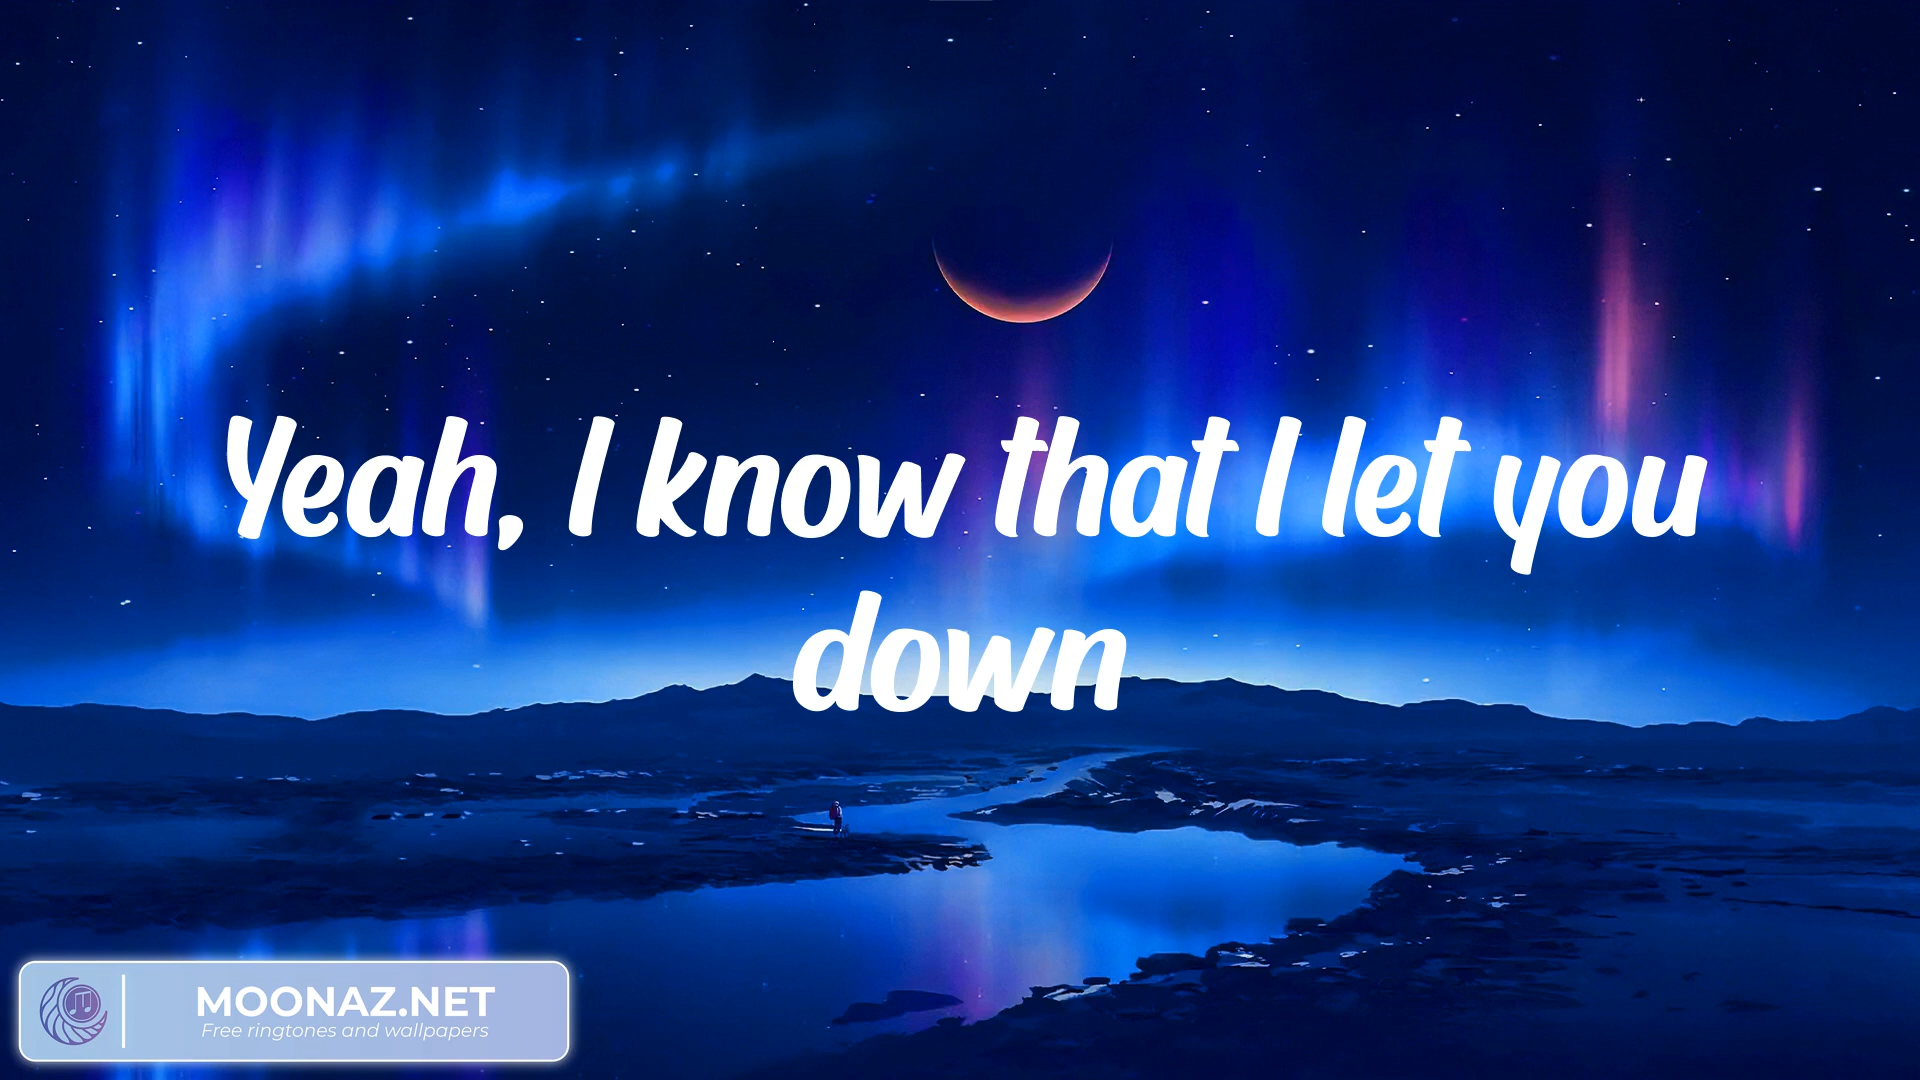 Yeah, I know that I let you
down
MOONAZ.NET
Free ringtones and wallpapers